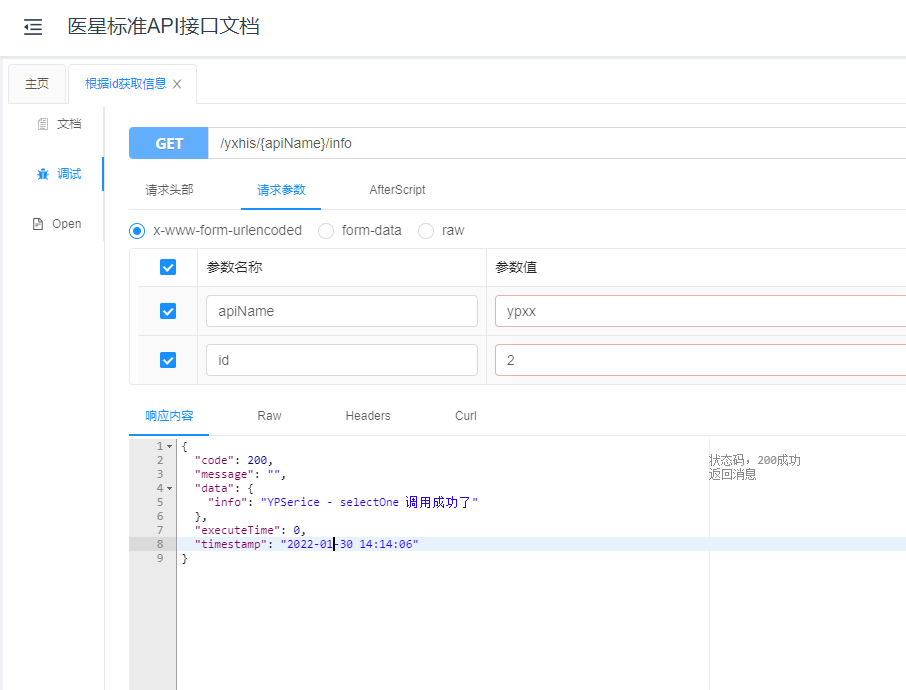 医星标准API接口文档
主页
根据id获取信息
文档
调试
Open
GET /yxhis/{apiName}/info
请求头部 请求参数 AfterScript
x-www-form-urlencoded form-data raw
参数名称 参数值
apiName ypxx
id 2
响应内容 Raw Headers Curl
1 {
2 "code": 200, 状态码，200成功
3 "message": "", 返回消息
4 "data": {
5 "info": "YPSerice - selectOne 调用成功了"
6 },
7 "executeTime": 0,
8 "timestamp": "2022-01-30 14:14:06"
9 }